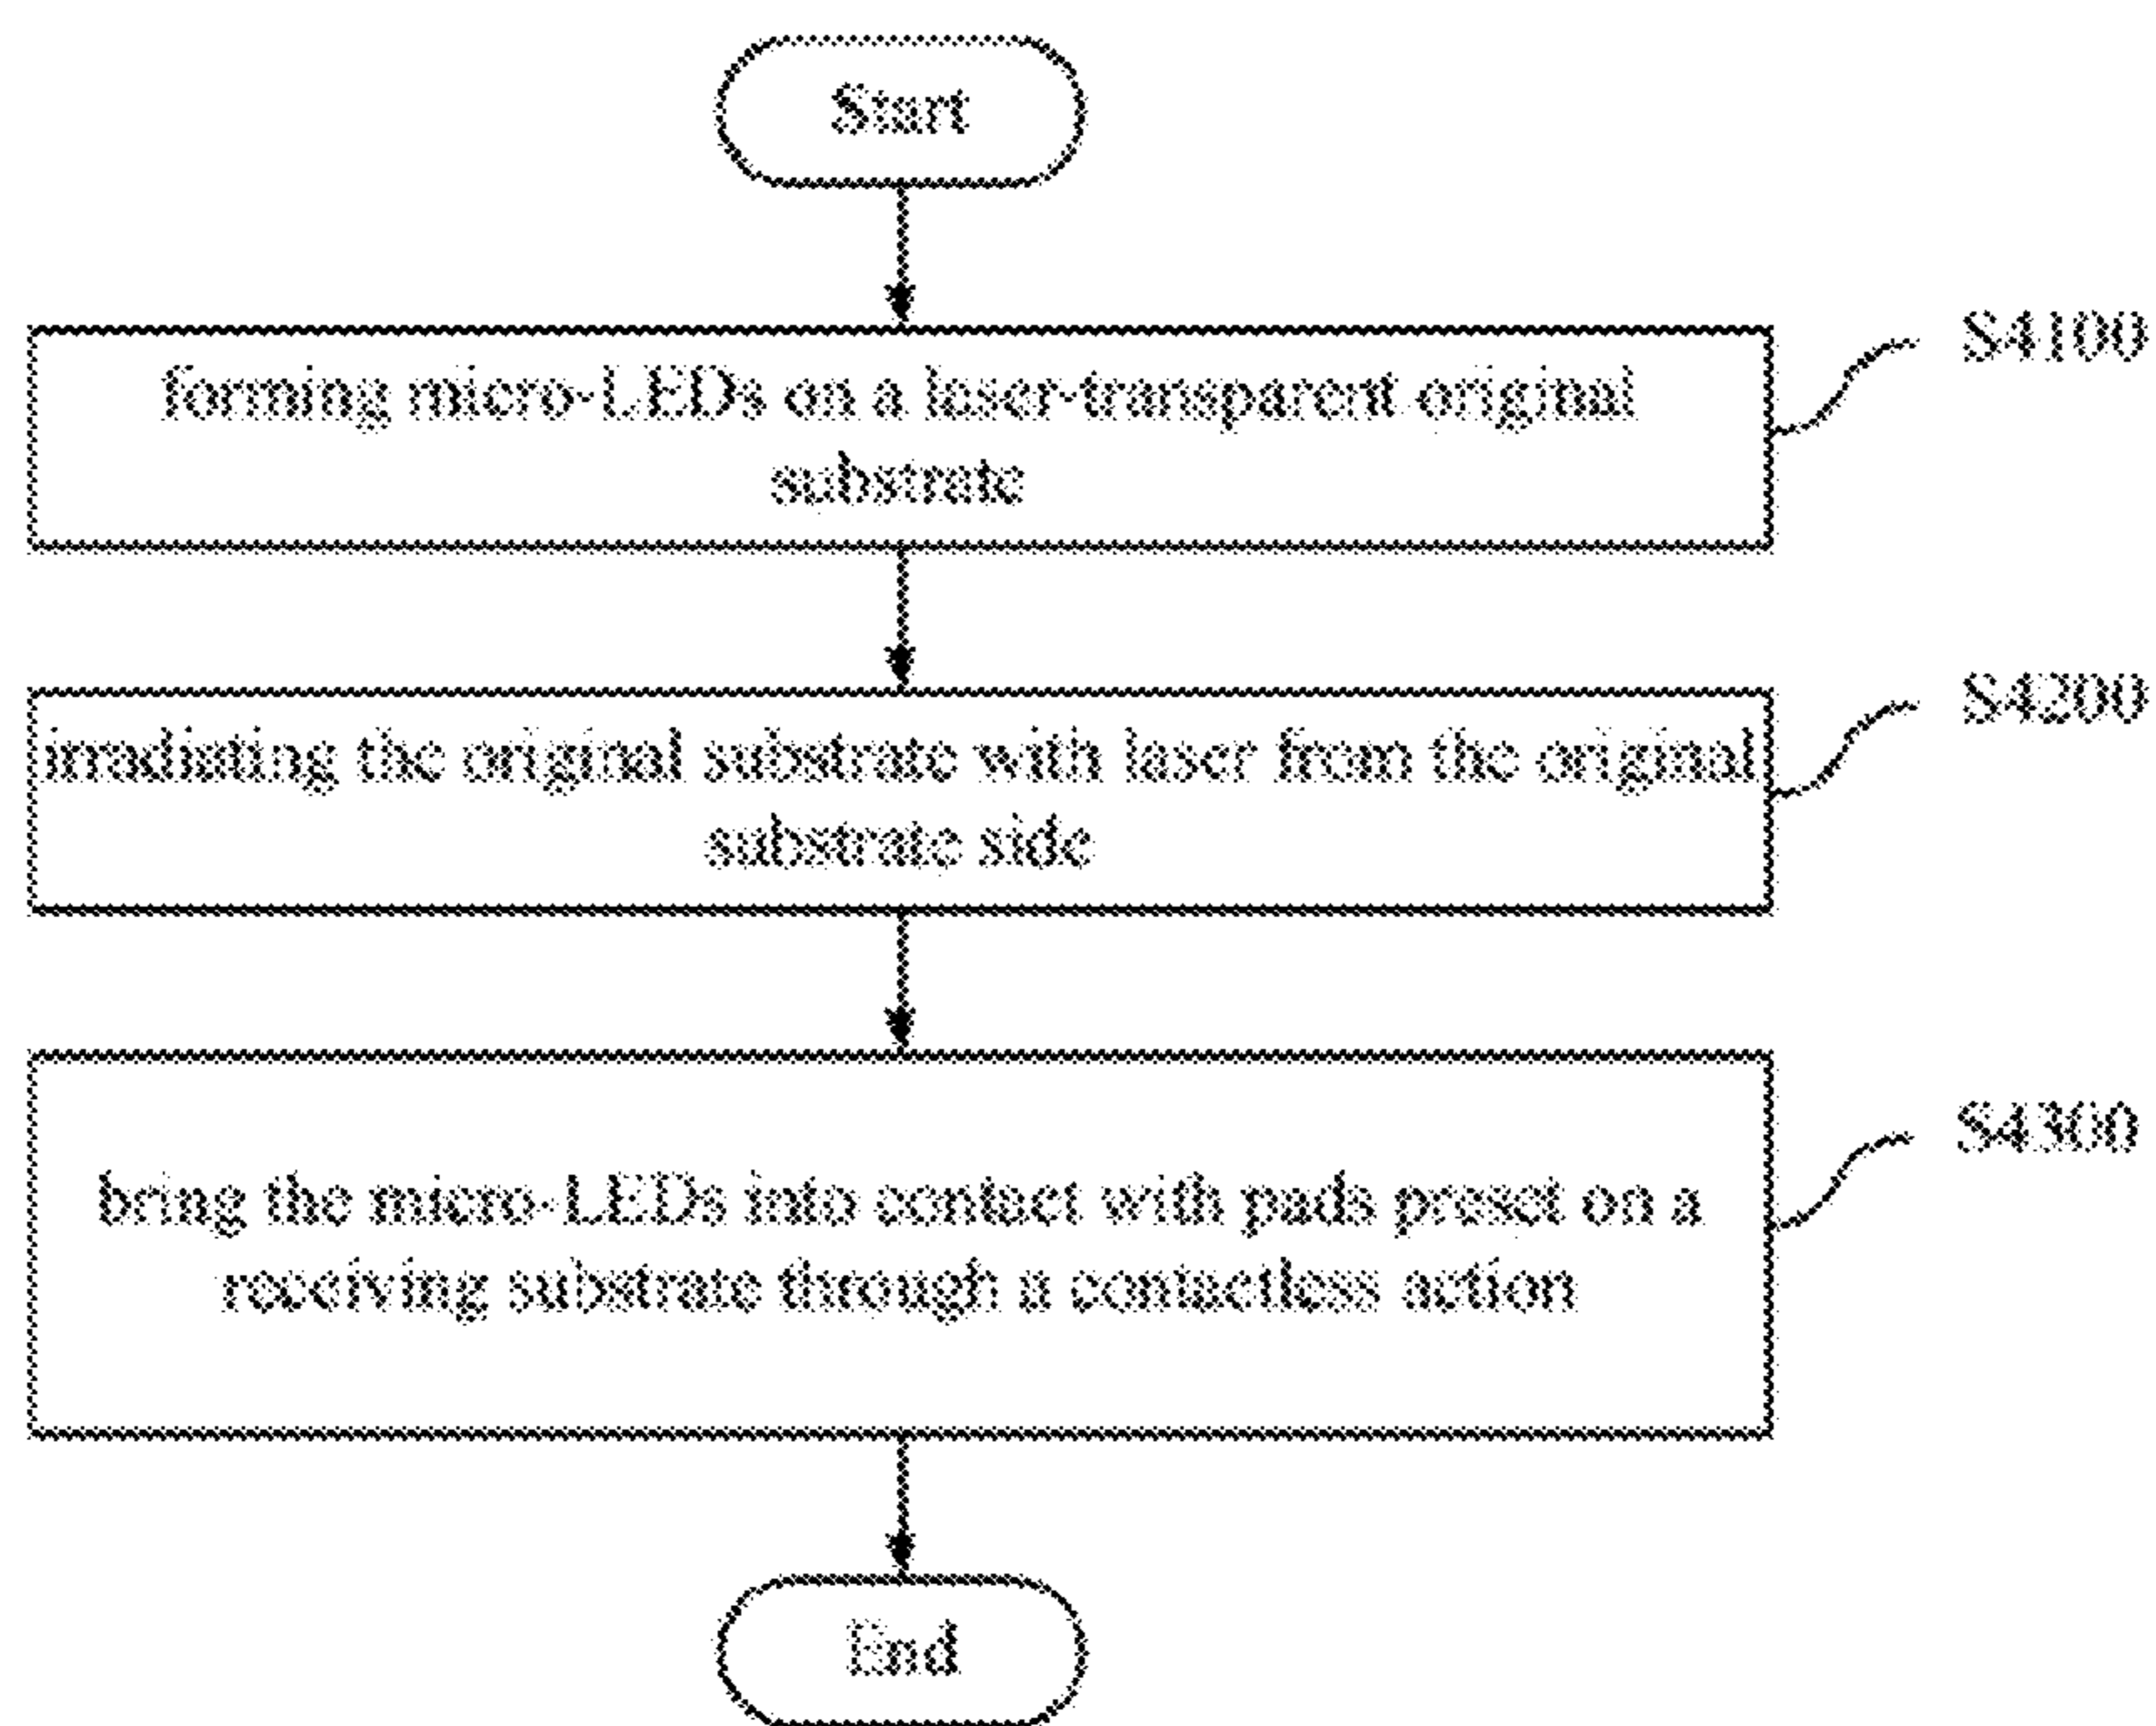 Start
forming micro-LEDs on a laser-transparent original
substrate
S4100
irradiating the original substrate with laser from the original
substrate side
S4200
bring the micro-LEDs into contact with pads preset on a
receiving substrate through a contactless action
S4300
End